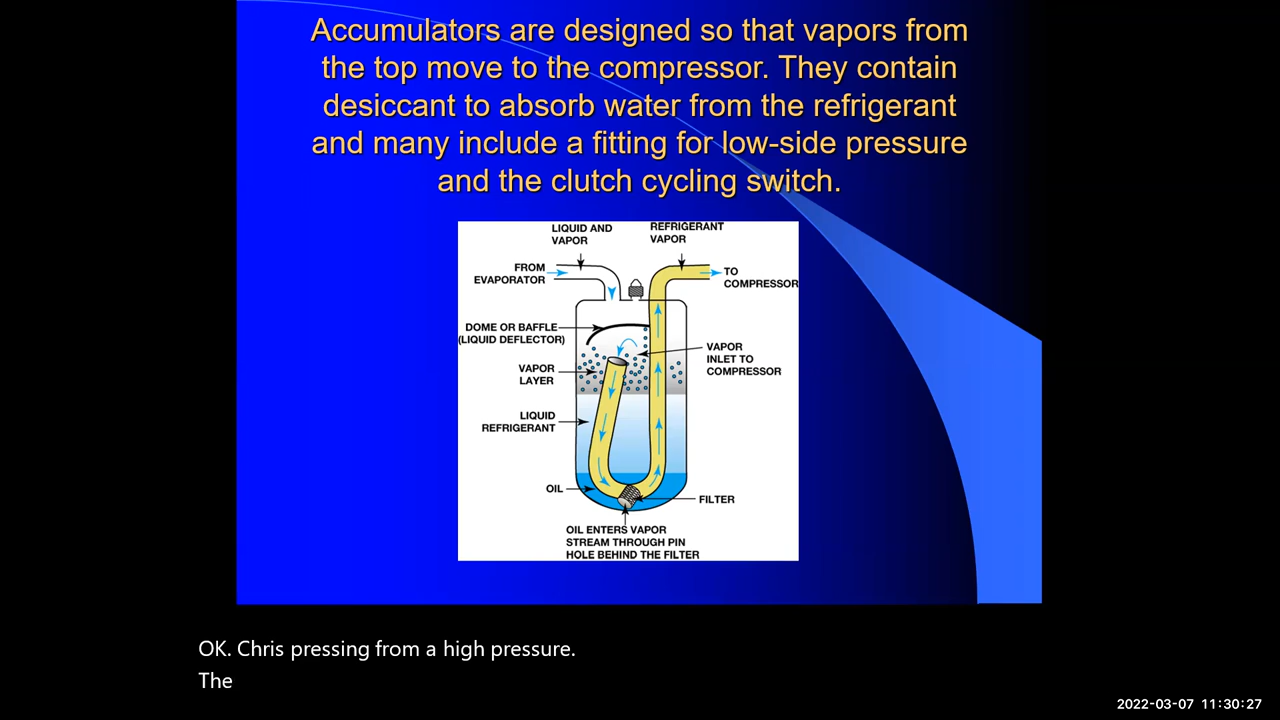 Accumulators are designed so that vapors from
the top move to the compressor. They contain
desiccant to absorb water from the refrigerant
and many include a fitting for low-side pressure
and the clutch cycling switch.
LIQUID AND
VAPOR
REFRIGERANT
VAPOR
FROM
EVAPORATOR
TO
COMPRESSOR
DOME OR BAFFLE
(LIQUID DEFLECTOR)
VAPOR
INLET TO
COMPRESSOR
VAPOR
LAYER
LIQUID
REFRIGERANT
OIL
FILTER
OIL ENTERS VAPOR
STREAM THROUGH PIN
HOLE BEHIND THE FILTER
OK. Chris pressing from a high pressure.
The
2022-03-07 11:30:27